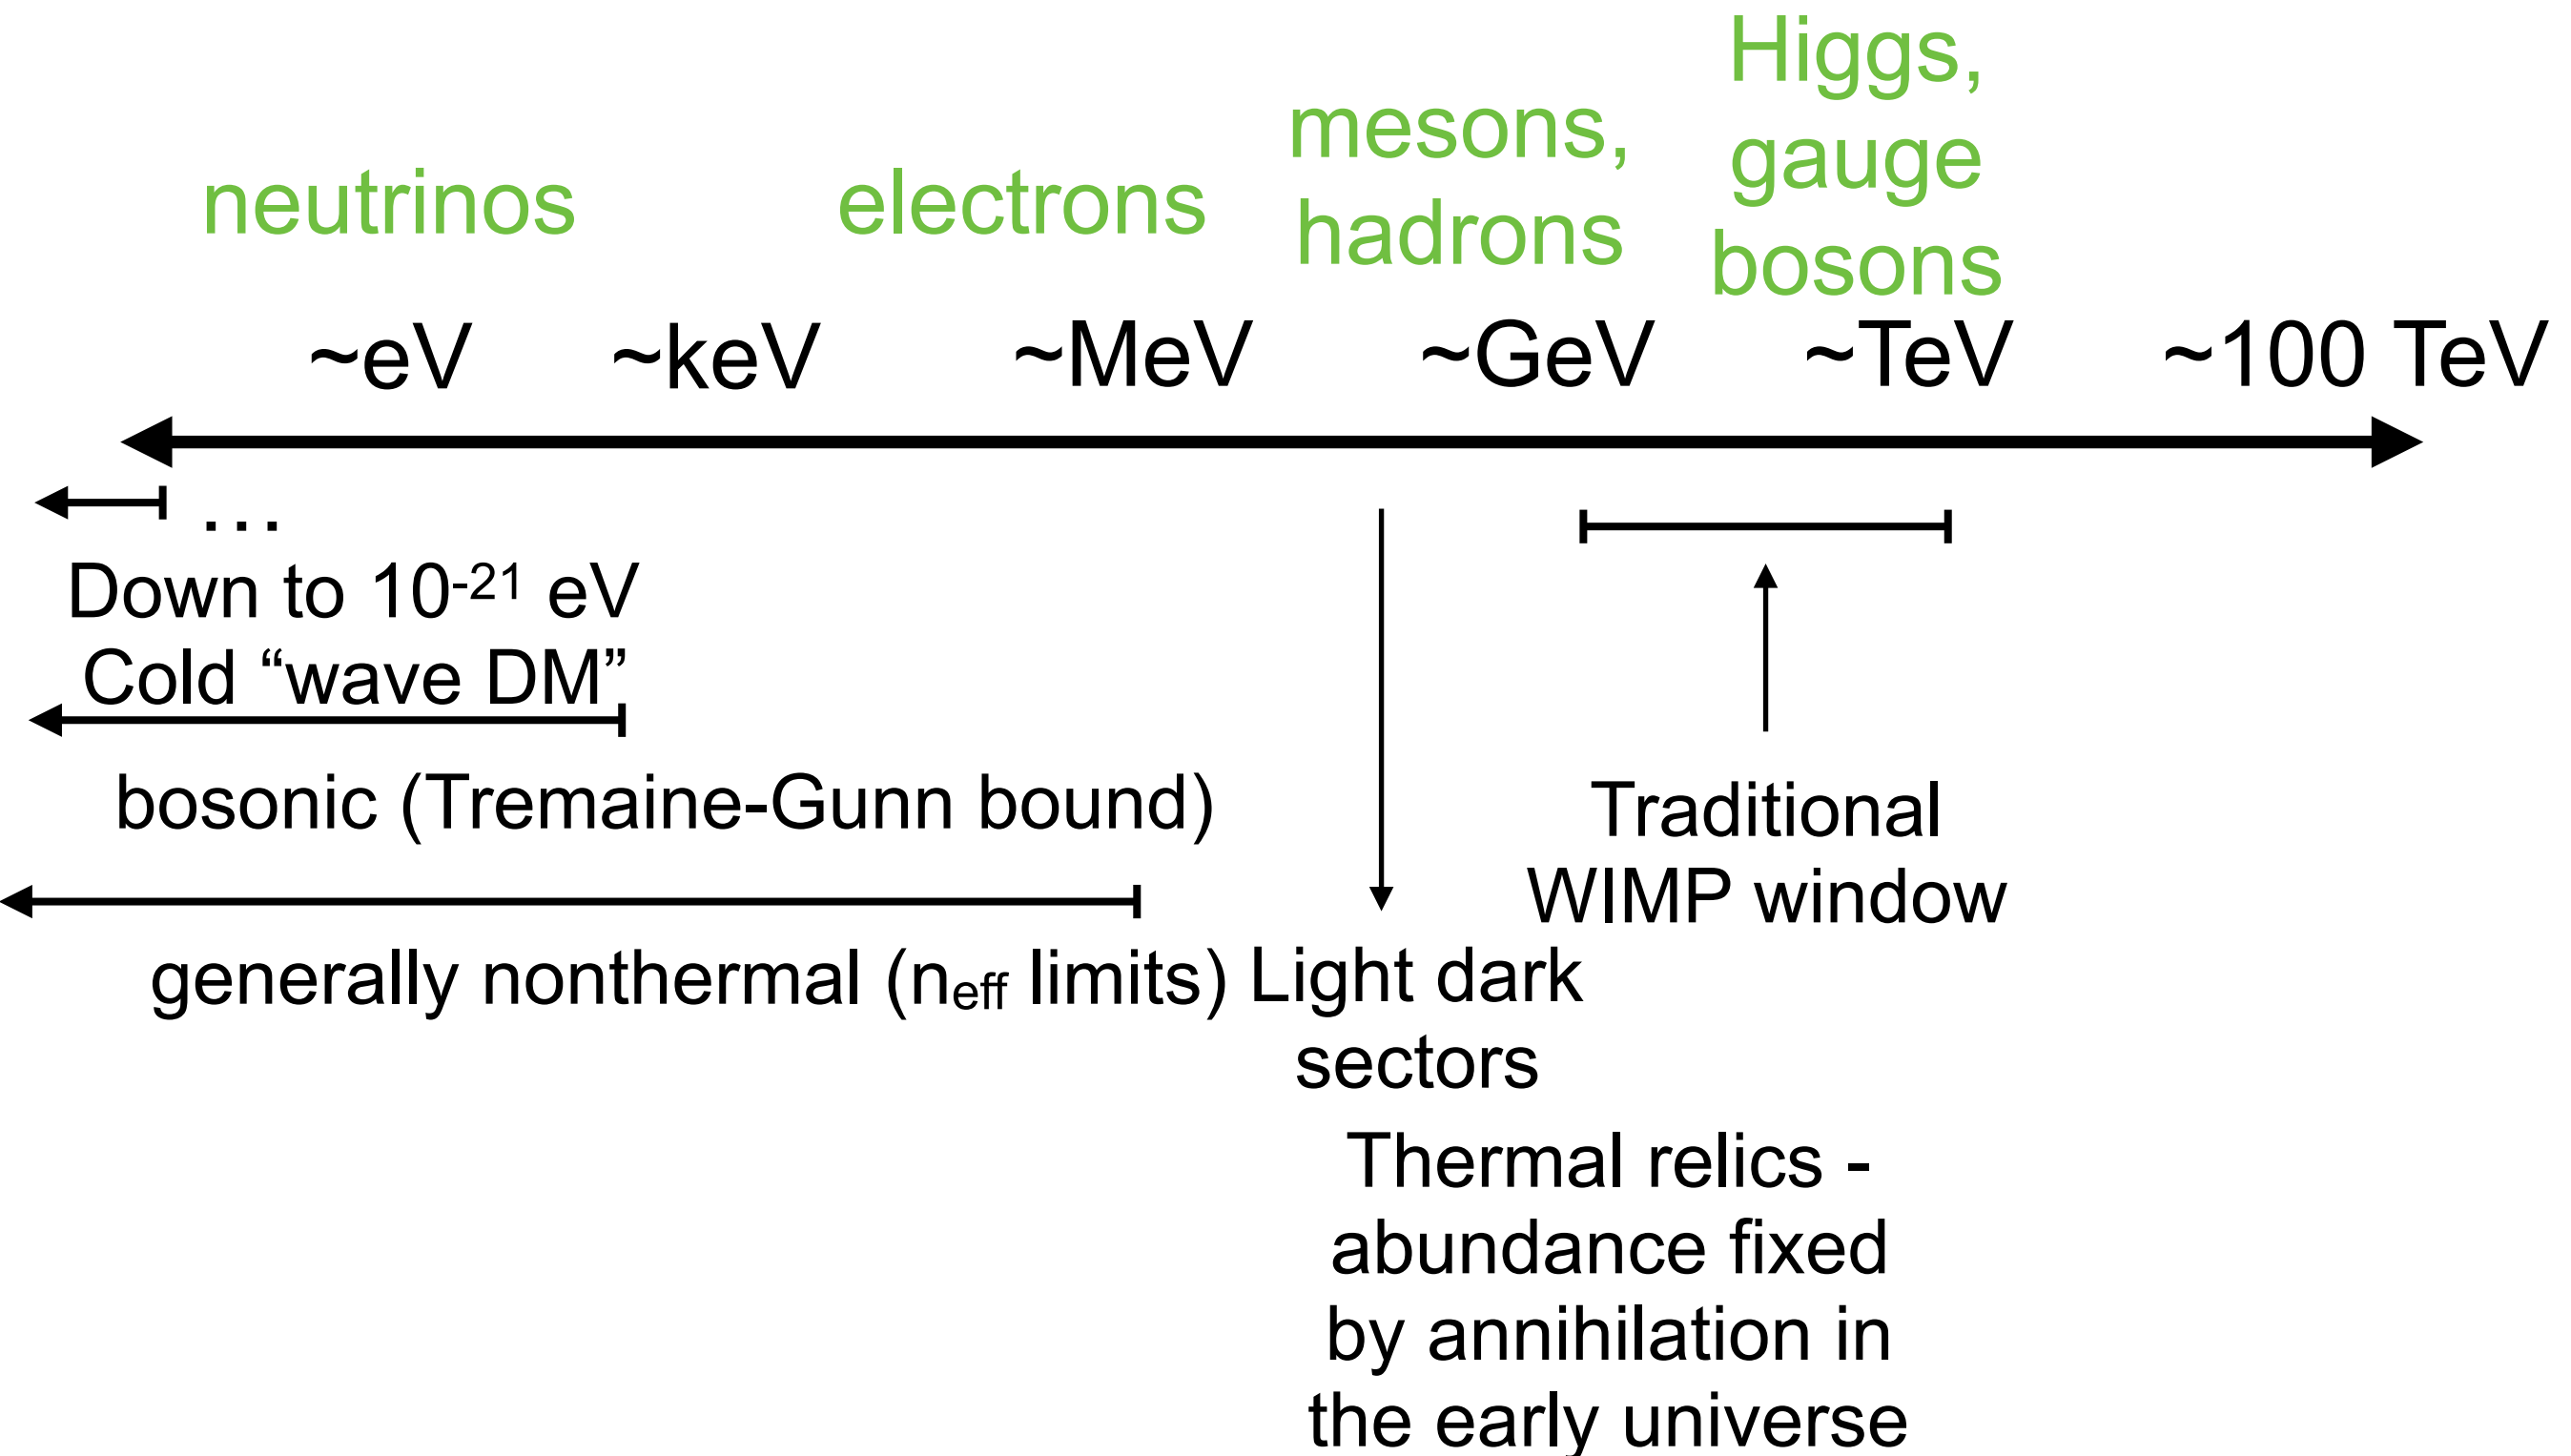 Higgs,
gauge
bosons
mesons,
hadrons
neutrinos
electrons
~eV ~keV ~MeV ~GeV ~TeV ~100 TeV
…
Down to 10⁻²¹ eV
Cold “wave DM”
bosonic (Tremaine-Gunn bound)
generally nonthermal (nₑff limits)
Traditional
WIMP window
Light dark
sectors
Thermal relics -
abundance fixed
by annihilation in
the early universe